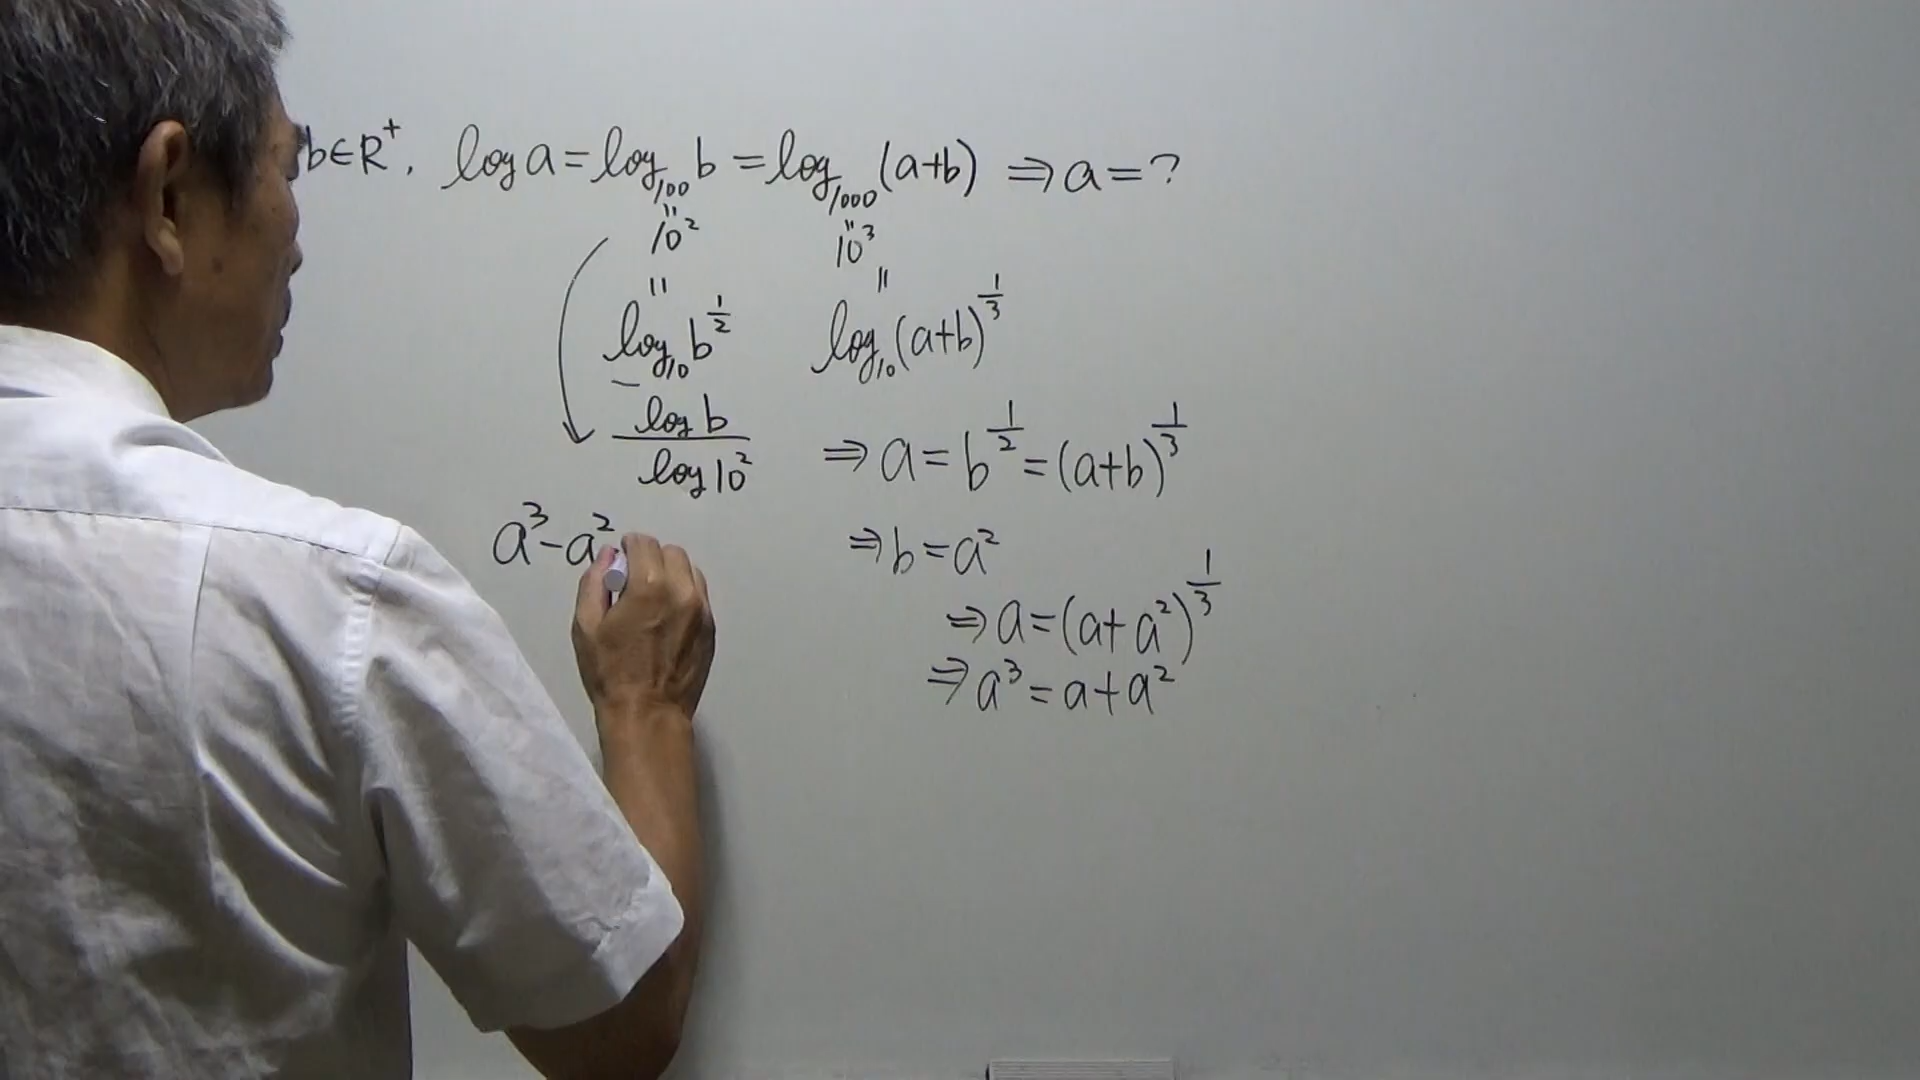 b∈R⁺, log a = log₁₀₀ b = log₁₀₀₀ (a+b) ⇒ a = ?
" "
10² 10³
" "
log₁₀ b^(1/2) log₁₀ (a+b)^(1/3)
log b / log 10² ⇒ a = b^(1/2) = (a+b)^(1/3)
a³ - a² ⇒ b = a²
⇒ a = (a+a²)^(1/3)
⇒ a³ = a + a²